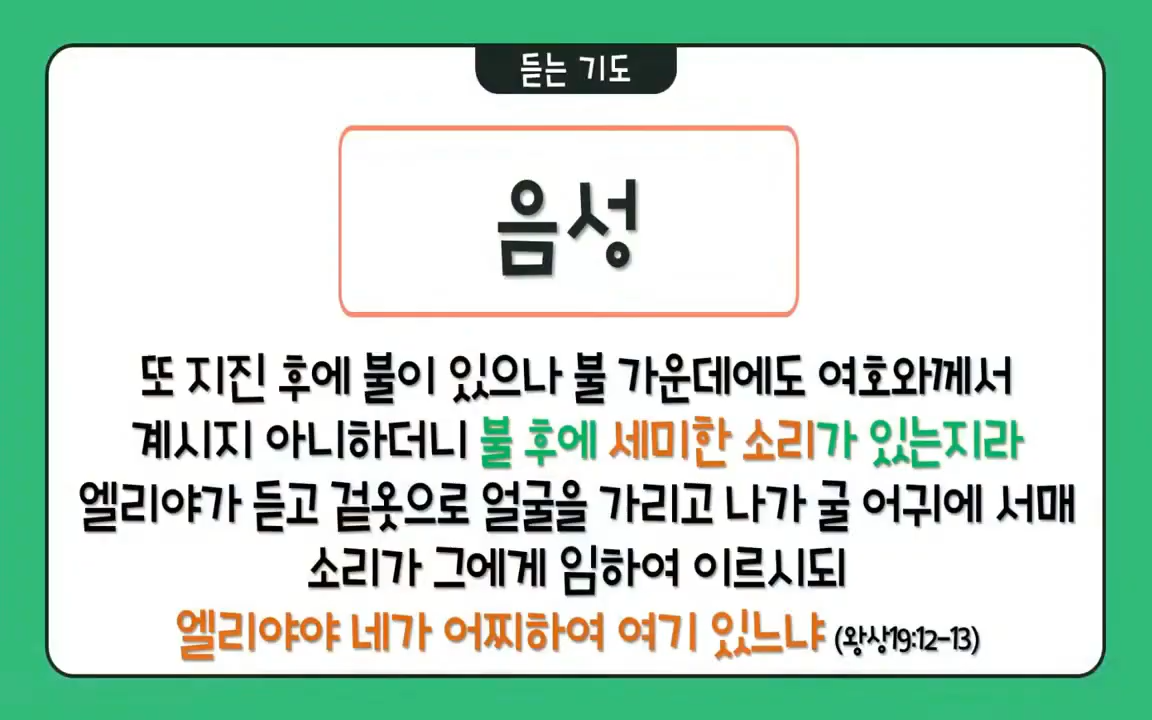 듣는 기도
음성
또 지진 후에 불이 있으나 불 가운데에도 여호와께서
계시지 아니하더니 불 후에 세미한 소리가 있는지라
엘리야가 듣고 겉옷으로 얼굴을 가리고 나가 굴 어귀에 서매
소리가 그에게 임하여 이르시되
엘리야야 네가 어찌하여 여기 있느냐 (왕상19:12-13)